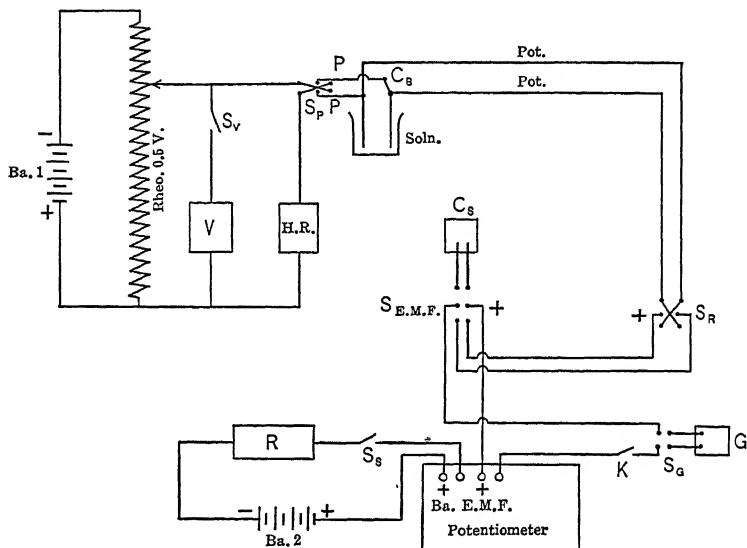 Pot.
P
C_B
Pot.
S_P P
S_V
Soln.
-
Ba. 1
+
Rheo. 0.5 V.
V
H.R.
C_S
S_E.M.F. +
+ S_R
R
S_S
G
K
S_G
- +
Ba. 2
+ +
Ba. E.M.F.
Potentiometer